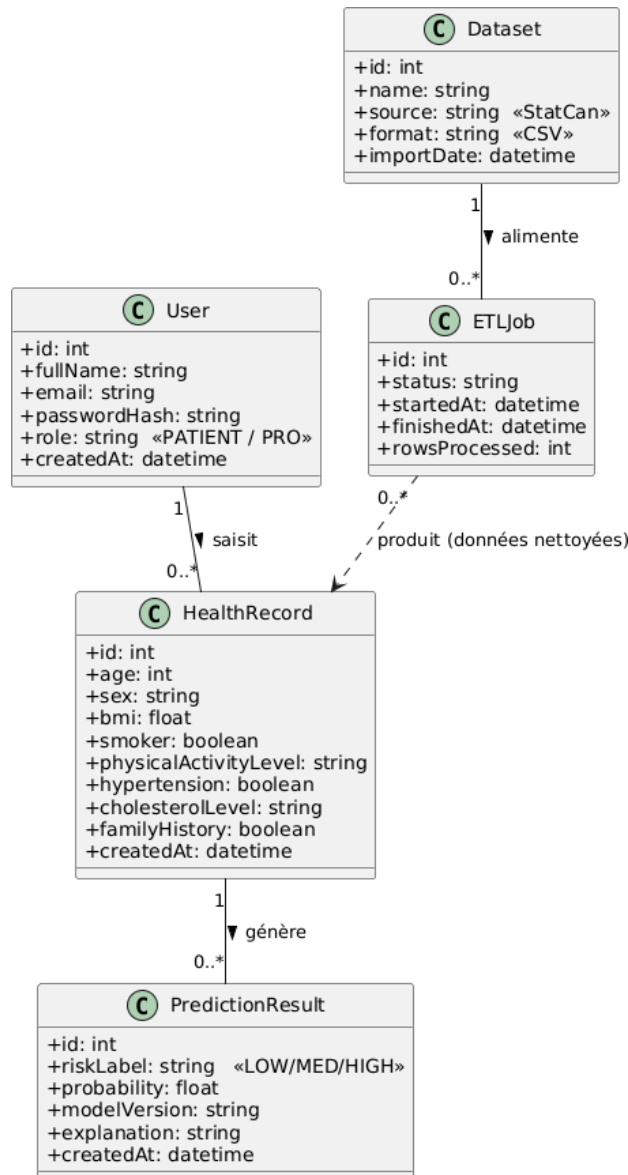 C Dataset
+id: int
+name: string
+source: string «StatCan»
+format: string «CSV»
+importDate: datetime
1
alimente
0..*
C User
+id: int
+fullName: string
+email: string
+passwordHash: string
+role: string «PATIENT / PRO»
+createdAt: datetime
C ETLJob
+id: int
+status: string
+startedAt: datetime
+finishedAt: datetime
+rowsProcessed: int
1
saisit
0..*
0..*
produit (données nettoyées)
C HealthRecord
+id: int
+age: int
+sex: string
+bmi: float
+smoker: boolean
+physicalActivityLevel: string
+hypertension: boolean
+cholesterolLevel: string
+familyHistory: boolean
+createdAt: datetime
1
génère
0..*
C PredictionResult
+id: int
+riskLabel: string «LOW/MED/HIGH»
+probability: float
+modelVersion: string
+explanation: string
+createdAt: datetime